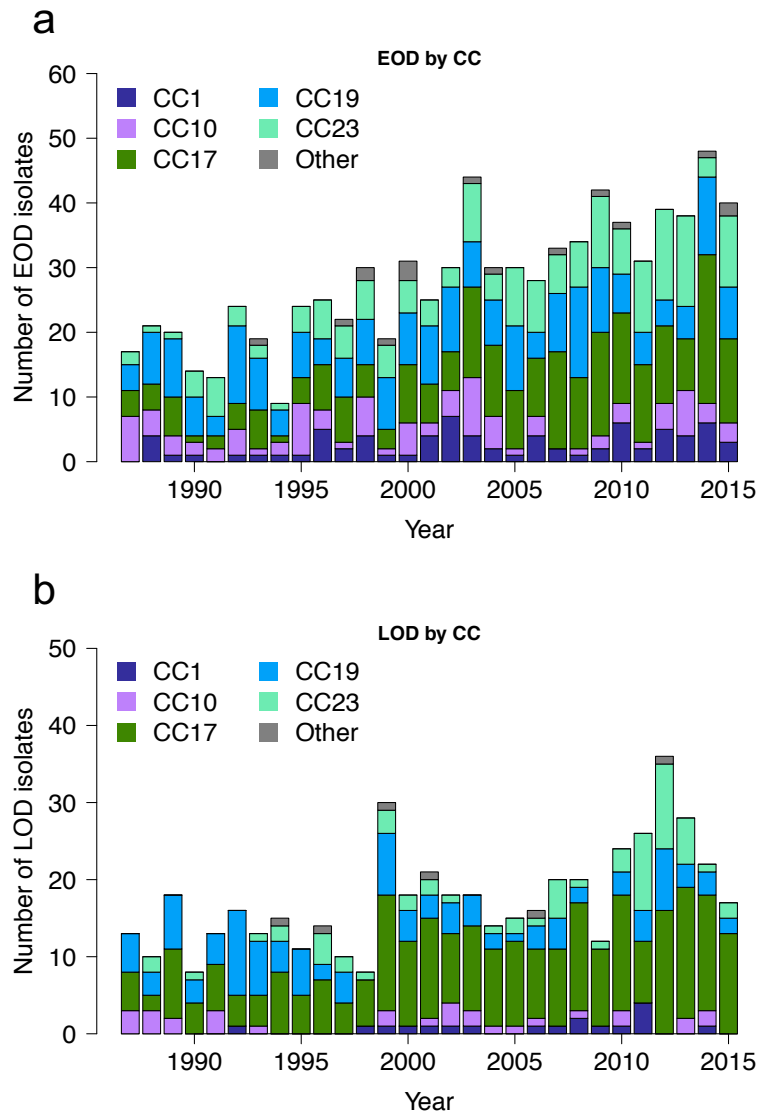 a
EOD by CC
60
50
40
30
20
10
0
Number of EOD isolates
CC1
CC10
CC17
CC19
CC23
Other
1990 1995 2000 2005 2010 2015
Year
b
LOD by CC
50
40
30
20
10
0
Number of LOD isolates
CC1
CC10
CC17
CC19
CC23
Other
1990 1995 2000 2005 2010 2015
Year